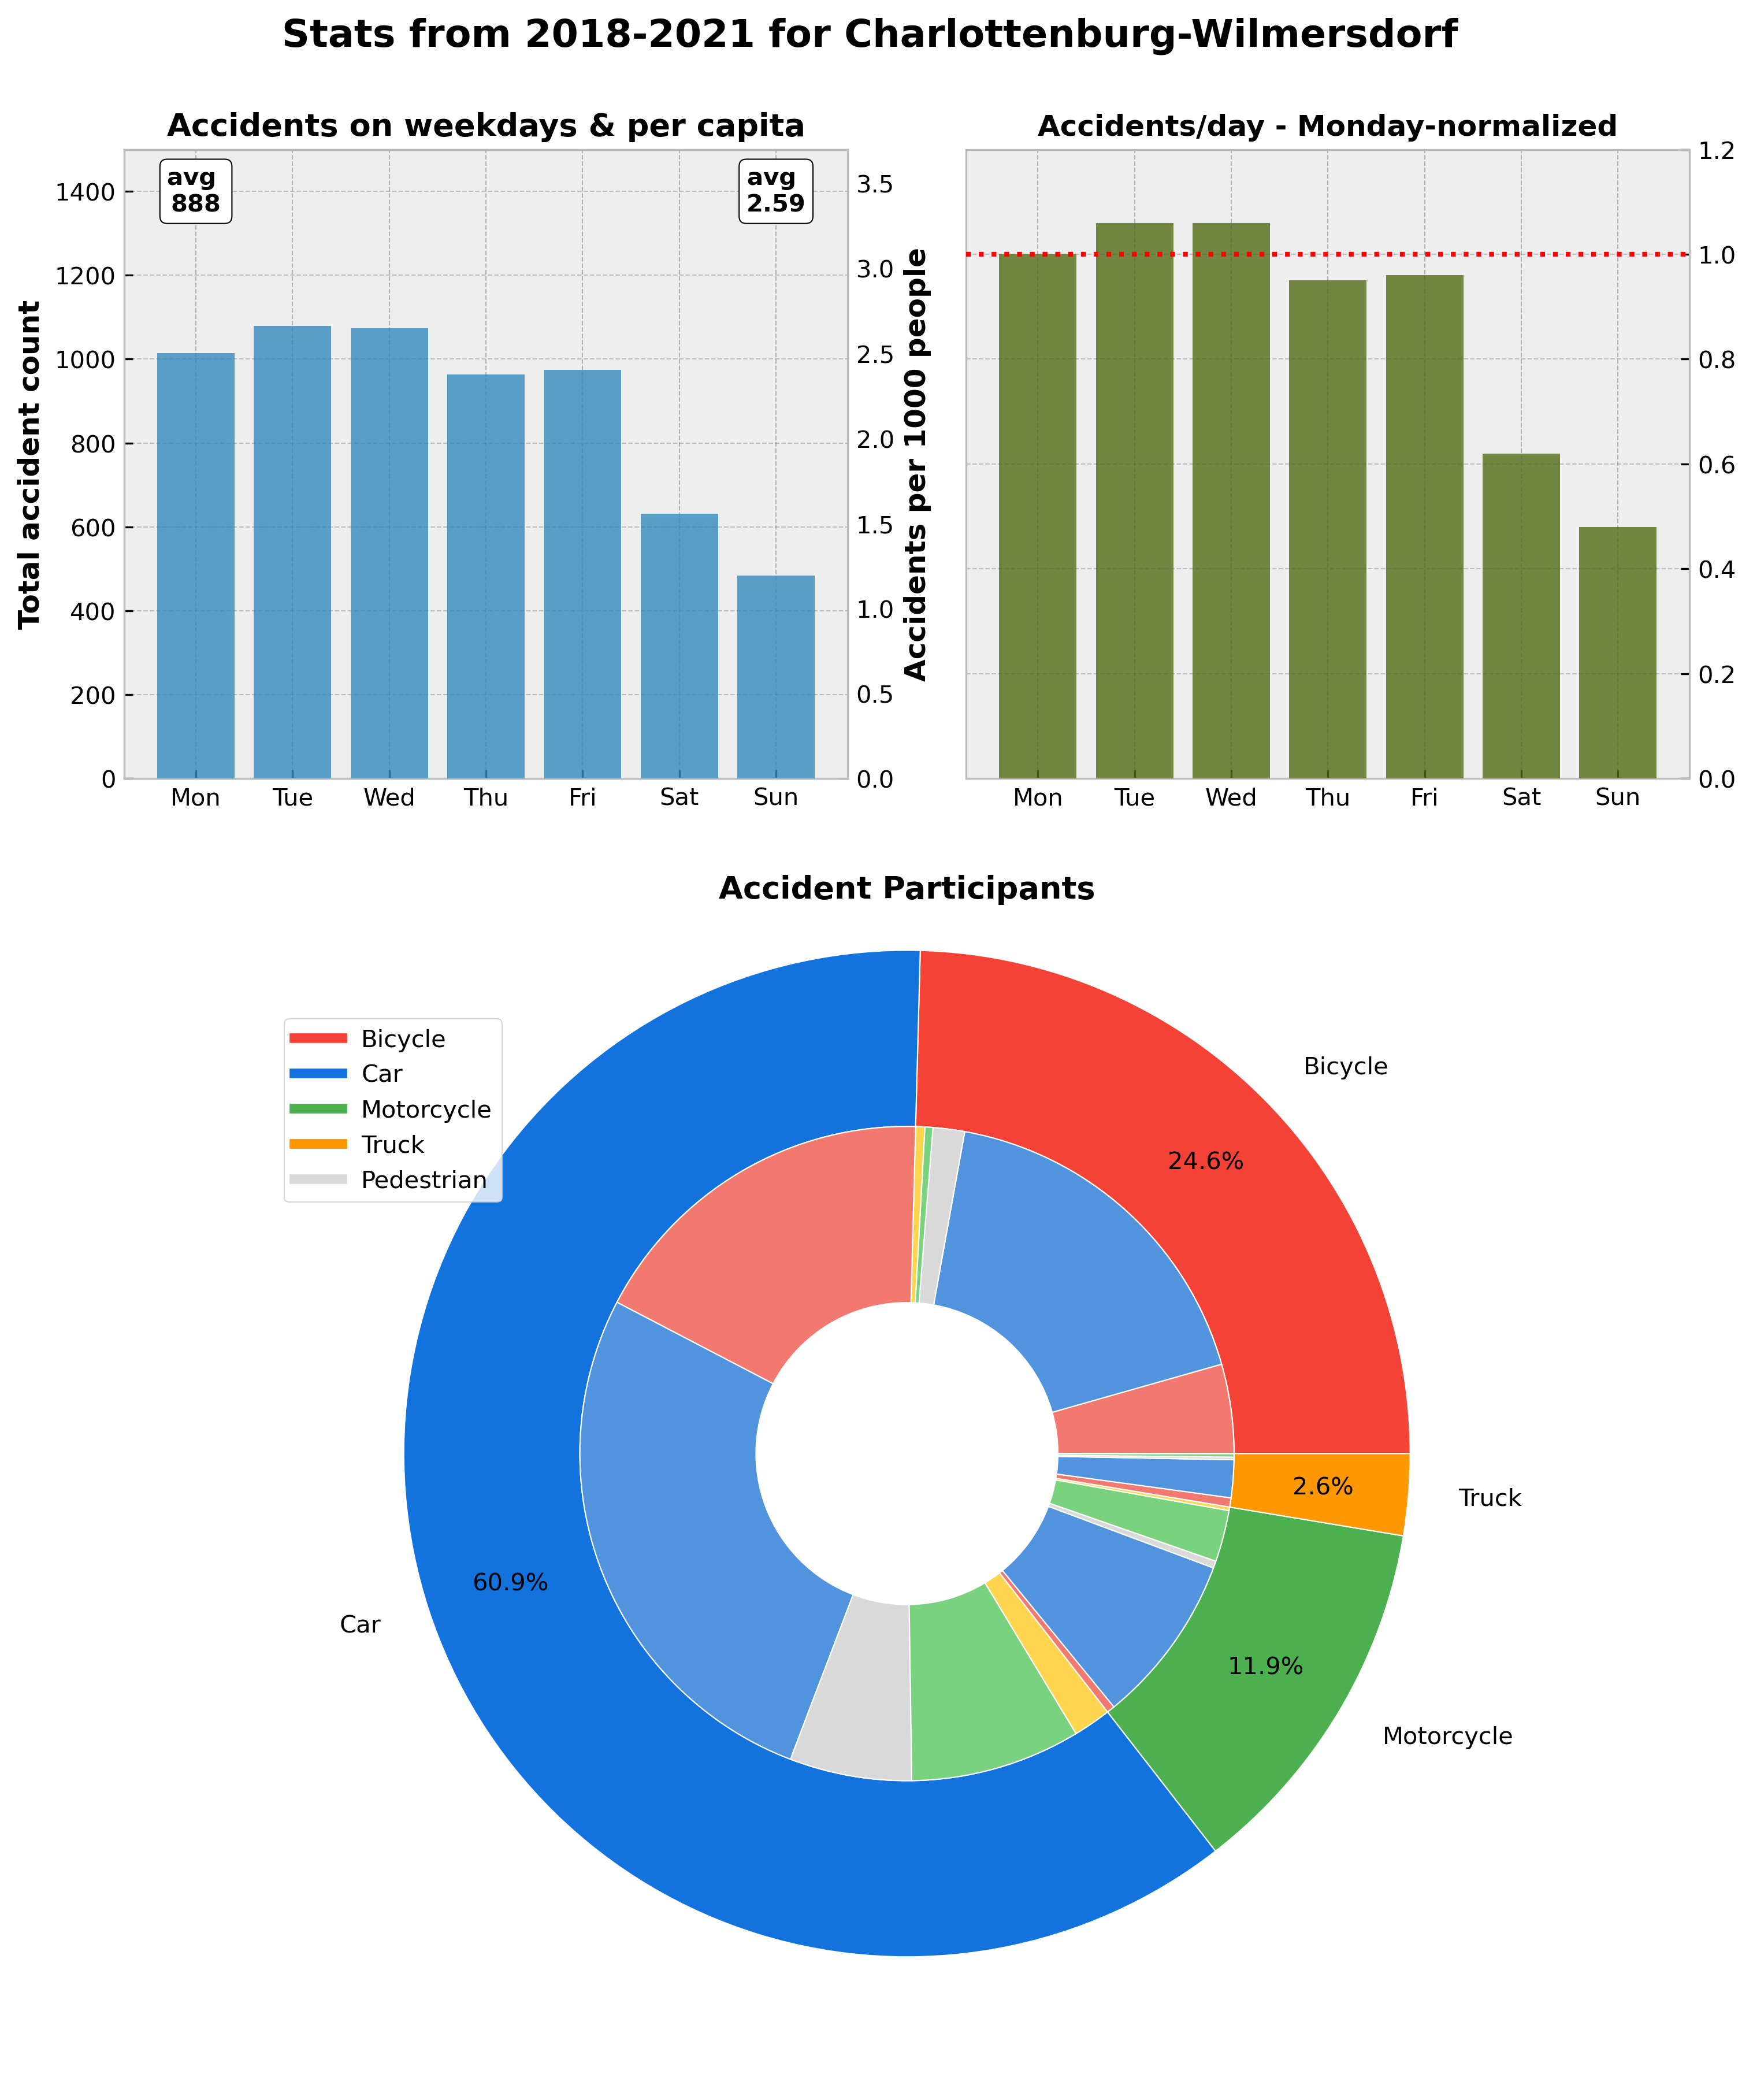 Stats from 2018-2021 for Charlottenburg-Wilmersdorf
Accidents on weekdays & per capita
Total accident count
1400
1200
1000
800
600
400
200
0
avg
888
avg
2.59
3.5
3.0
2.5
2.0
1.5
1.0
0.5
0.0
Accidents per 1000 people
Mon Tue Wed Thu Fri Sat Sun
Accidents/day - Monday-normalized
1.2
1.0
0.8
0.6
0.4
0.2
0.0
Mon Tue Wed Thu Fri Sat Sun
Accident Participants
Bicycle
Car
Motorcycle
Truck
Pedestrian
Bicycle
24.6%
Truck
2.6%
60.9%
Car
11.9%
Motorcycle